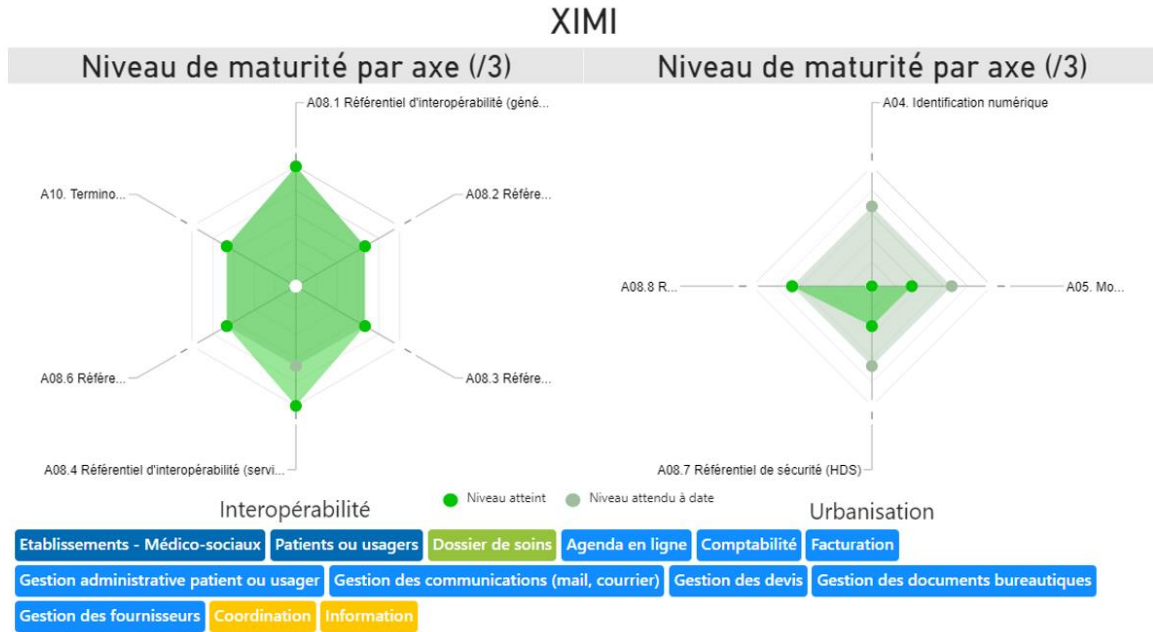 XIMI
Niveau de maturité par axe (/3)
Niveau de maturité par axe (/3)
A08.1 Référentiel d'interopérabilité (géné...
A10. Termino...
A08.2 Référe...
A08.6 Référe...
A08.3 Référe...
A08.4 Référentiel d'interopérabilité (servi...
A04. Identification numérique
A08.8 R...
A05. Mo...
A08.7 Référentiel de sécurité (HDS)
Niveau atteint
Niveau attendu à date
Interopérabilité
Urbanisation
Etablissements - Médico-sociaux Patients ou usagers Dossier de soins Agenda en ligne Comptabilité Facturation
Gestion administrative patient ou usager Gestion des communications (mail, courrier) Gestion des devis Gestion des documents bureautiques
Gestion des fournisseurs Coordination Information